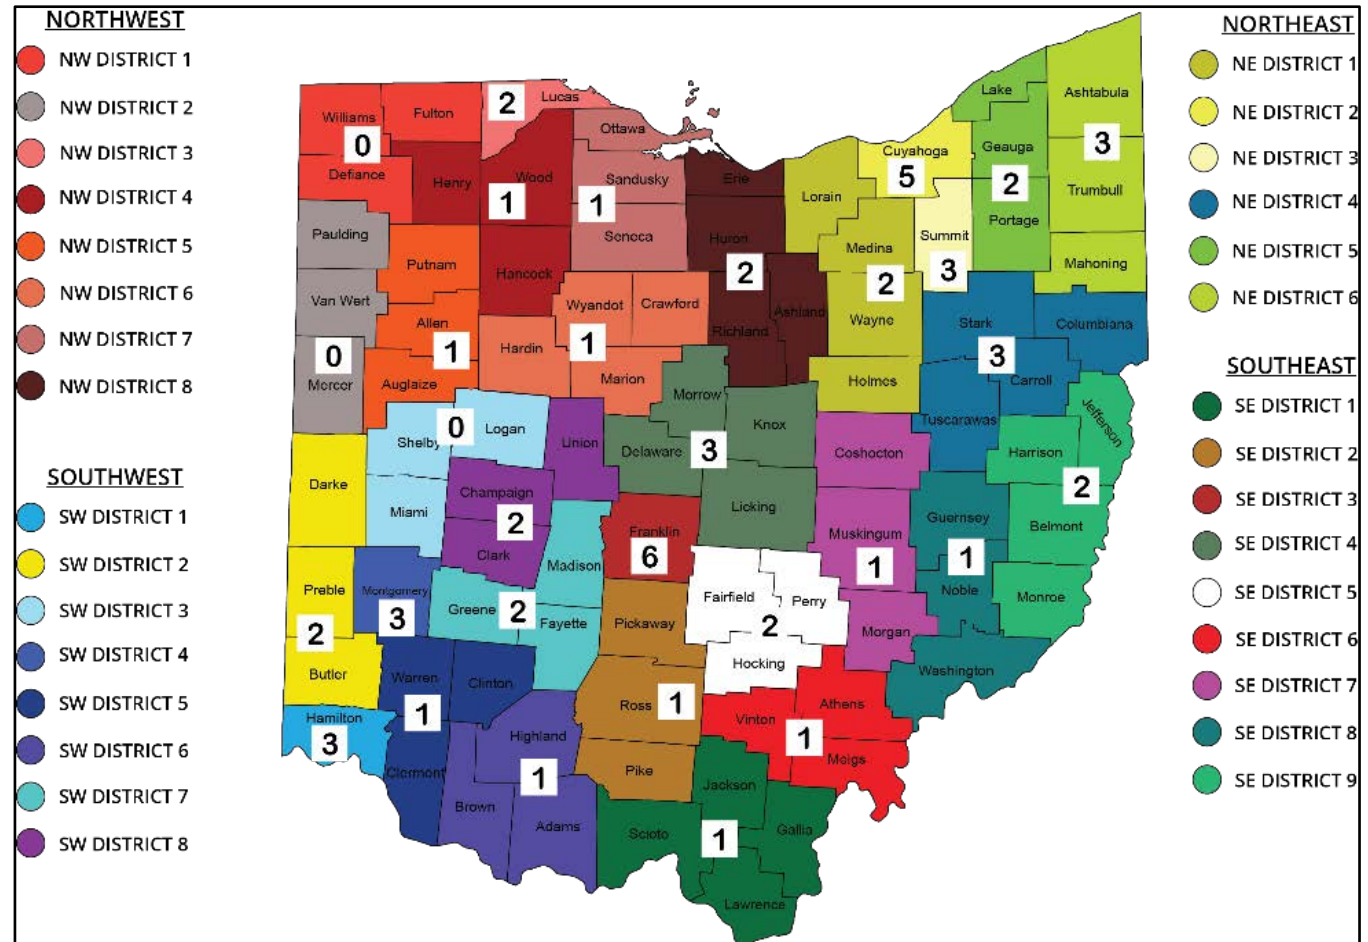 NORTHWEST
NW DISTRICT 1
NW DISTRICT 2
NW DISTRICT 3
NW DISTRICT 4
NW DISTRICT 5
NW DISTRICT 6
NW DISTRICT 7
NW DISTRICT 8
SOUTHWEST
SW DISTRICT 1
SW DISTRICT 2
SW DISTRICT 3
SW DISTRICT 4
SW DISTRICT 5
SW DISTRICT 6
SW DISTRICT 7
SW DISTRICT 8
Williams
Fulton
2
Lucas
0
Defiance
Henry
Wood
1
Ottawa
Sandusky
1
Seneca
Erie
Huron
2
Richland
Ashland
Lorain
Cuyahoga
5
Medina
2
Wayne
Holmes
Summit
3
Lake
Geauga
2
Portage
Ashtabula
3
Trumbull
Mahoning
Paulding
Van Wert
0
Mercer
Putnam
Allen
1
Auglaize
Hancock
Wyandot
Crawford
Hardin
1
Marion
Morrow
Knox
Delaware
3
Licking
Stark
Columbiana
3
Carroll
Tuscarawas
Jefferson
Harrison
2
Belmont
Monroe
Coshocton
Muskingum
1
Morgan
Guernsey
1
Noble
Washington
Shelby
0
Logan
Miami
Union
Champaign
2
Clark
Darke
Preble
2
Butler
Montgomery
3
Greene
2
Madison
Fayette
Franklin
6
Pickaway
Ross
1
Pike
Fairfield
Perry
2
Hocking
Athens
Vinton
1
Meigs
Warren
Clinton
1
Clermont
Hamilton
3
Highland
1
Brown
Adams
Jackson
Scioto
1
Gallia
Lawrence
NORTHEAST
NE DISTRICT 1
NE DISTRICT 2
NE DISTRICT 3
NE DISTRICT 4
NE DISTRICT 5
NE DISTRICT 6
SOUTHEAST
SE DISTRICT 1
SE DISTRICT 2
SE DISTRICT 3
SE DISTRICT 4
SE DISTRICT 5
SE DISTRICT 6
SE DISTRICT 7
SE DISTRICT 8
SE DISTRICT 9